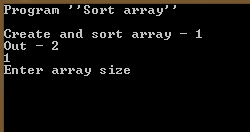 Program ''Sort array''
Create and sort array - 1
Out - 2
1
Enter array size